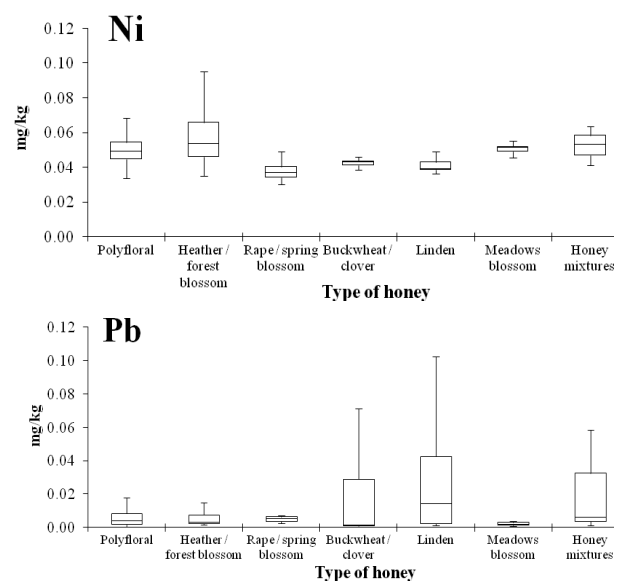 Ni
0.12
0.10
0.08
0.06
0.04
0.02
0.00
mg/kg
Polyfloral
Heather /
forest
blossom
Rape / spring
blossom
Buckwheat /
clover
Linden
Meadows
blossom
Honey
mixtures
Type of honey
Pb
0.12
0.10
0.08
0.06
0.04
0.02
0.00
mg/kg
Polyfloral
Heather /
forest blossom
Rape / spring
blossom
Buckwheat /
clover
Linden
Meadows
blossom
Honey
mixtures
Type of honey